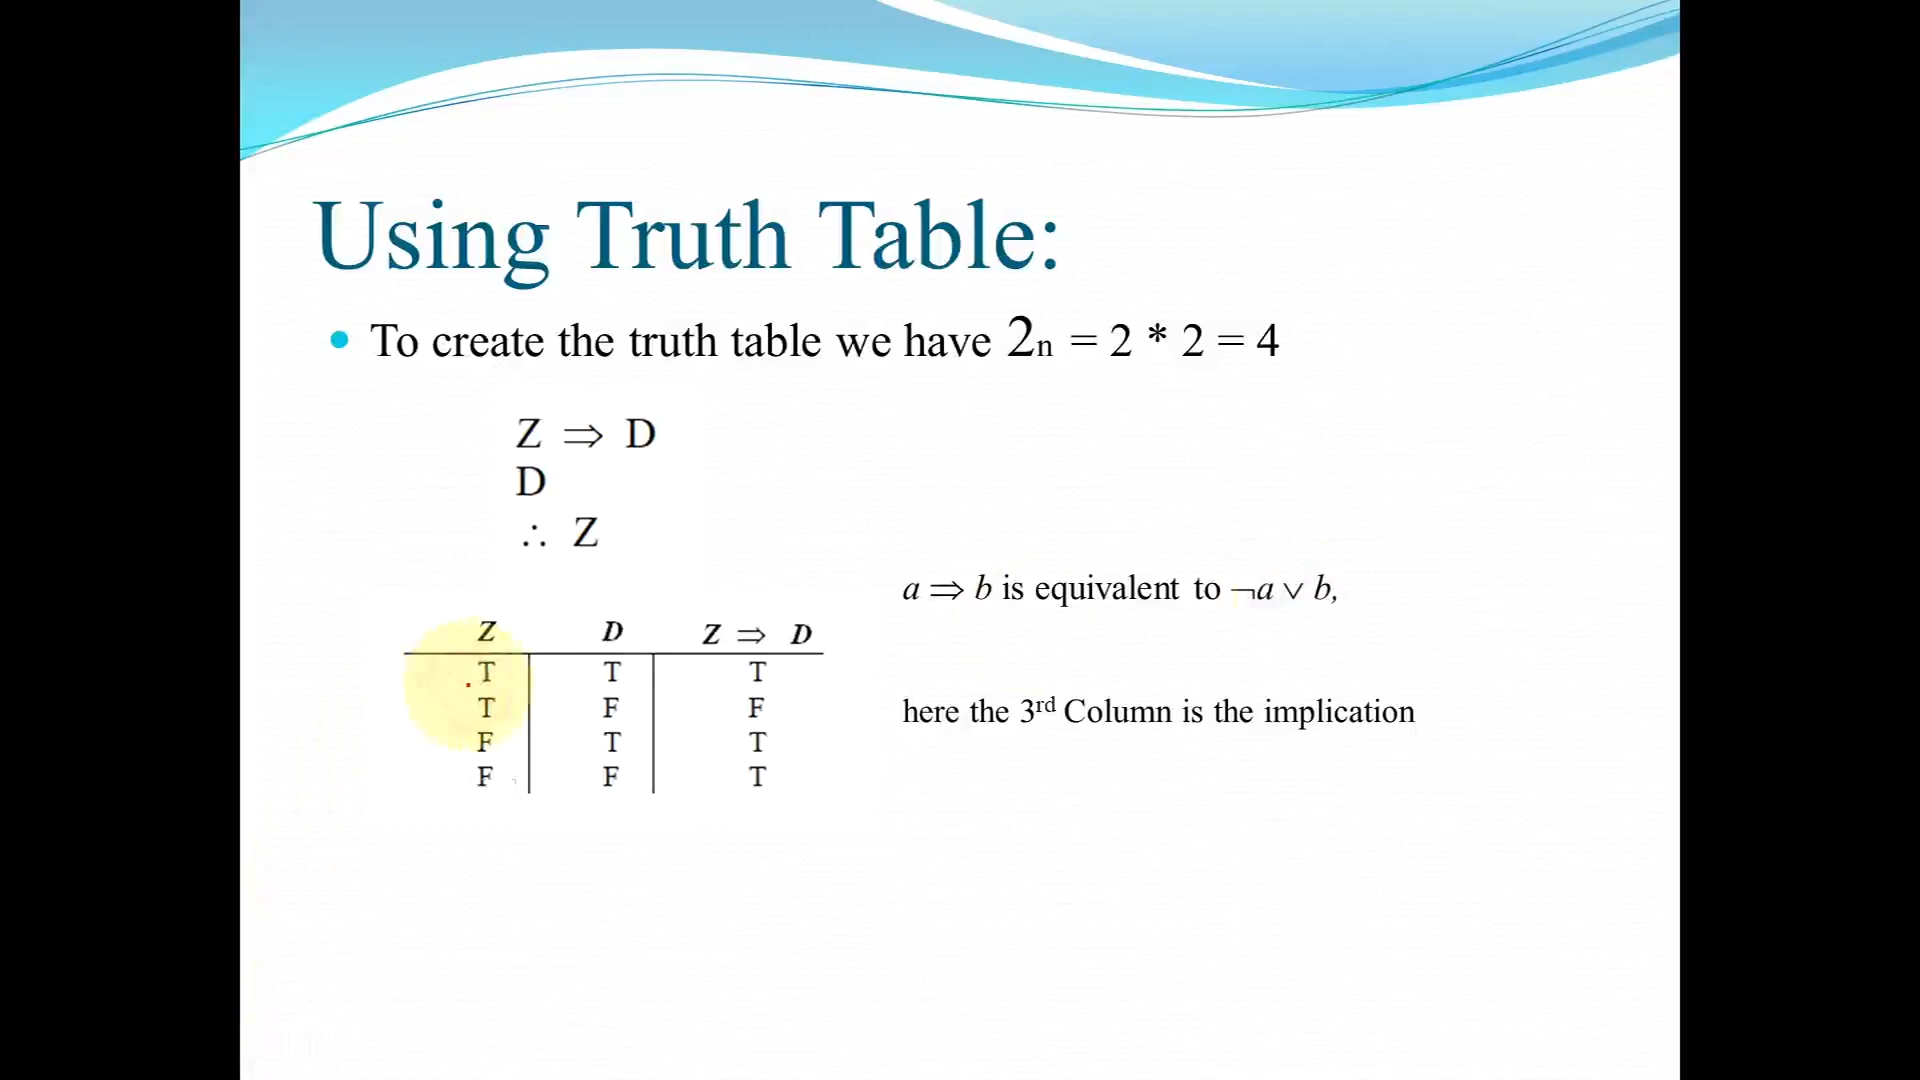 Using Truth Table:
To create the truth table we have 2n = 2 * 2 = 4
Z ⇒ D
D
∴ Z
a ⇒ b is equivalent to ¬a ∨ b,
Z D Z ⇒ D
T T T
T F F
F T T
F F T
here the 3rd Column is the implication